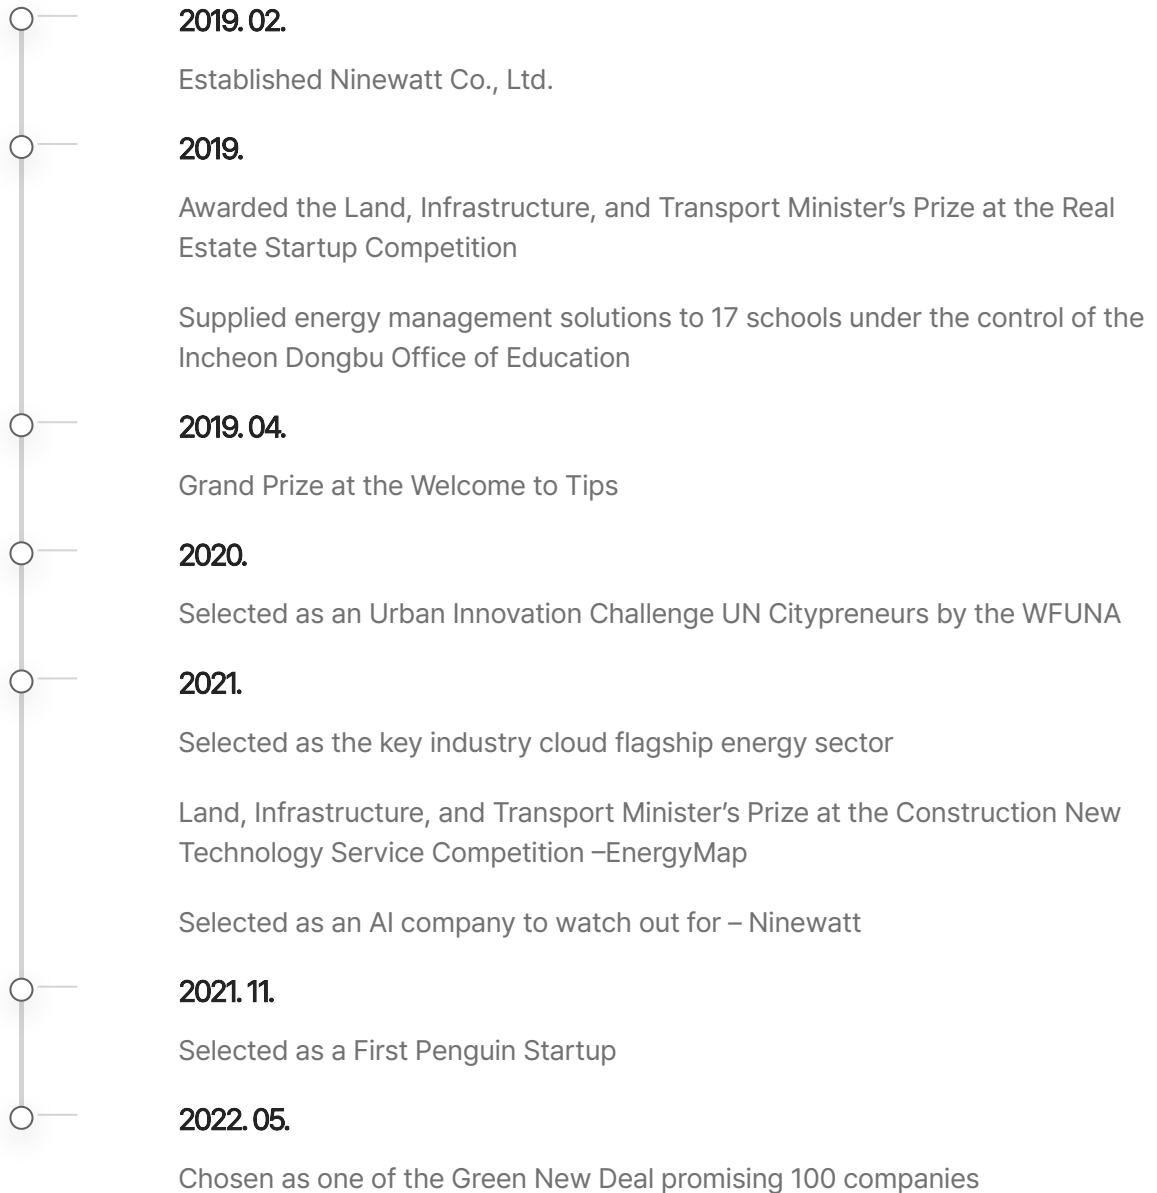 2019. 02.
Established Ninewatt Co., Ltd.
2019.
Awarded the Land, Infrastructure, and Transport Minister’s Prize at the Real
Estate Startup Competition
Supplied energy management solutions to 17 schools under the control of the
Incheon Dongbu Office of Education
2019. 04.
Grand Prize at the Welcome to Tips
2020.
Selected as an Urban Innovation Challenge UN Citypreneurs by the WFUNA
2021.
Selected as the key industry cloud flagship energy sector
Land, Infrastructure, and Transport Minister’s Prize at the Construction New
Technology Service Competition –EnergyMap
Selected as an AI company to watch out for – Ninewatt
2021. 11.
Selected as a First Penguin Startup
2022. 05.
Chosen as one of the Green New Deal promising 100 companies